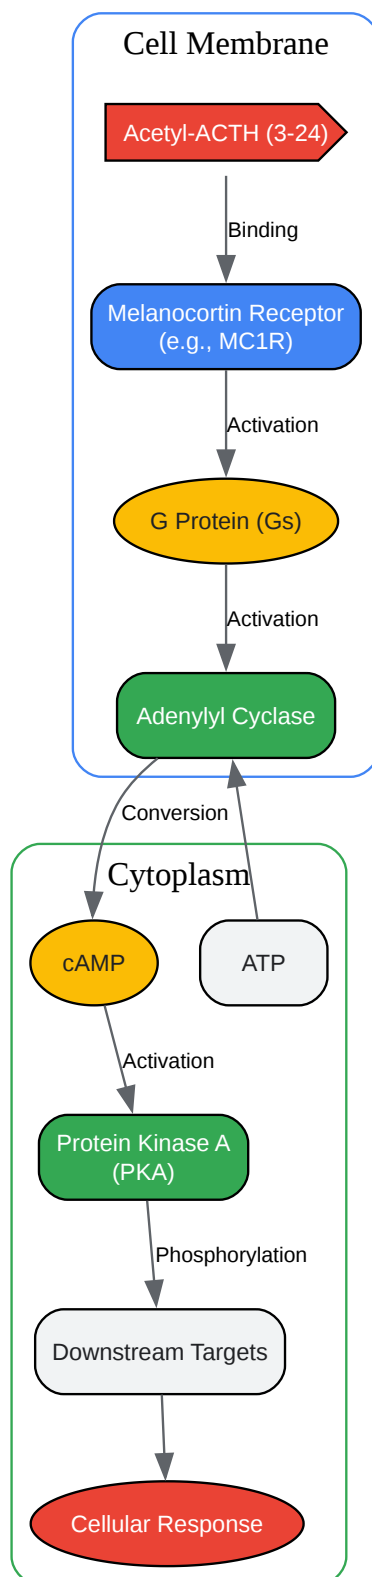 Cell Membrane
Acetyl-ACTH (3-24)
Binding
Melanocortin Receptor
(e.g., MC1R)
Activation
G Protein (Gs)
Activation
Adenylyl Cyclase
Conversion
Cytoplasm
cAMP
ATP
Activation
Protein Kinase A
(PKA)
Phosphorylation
Downstream Targets
Cellular Response